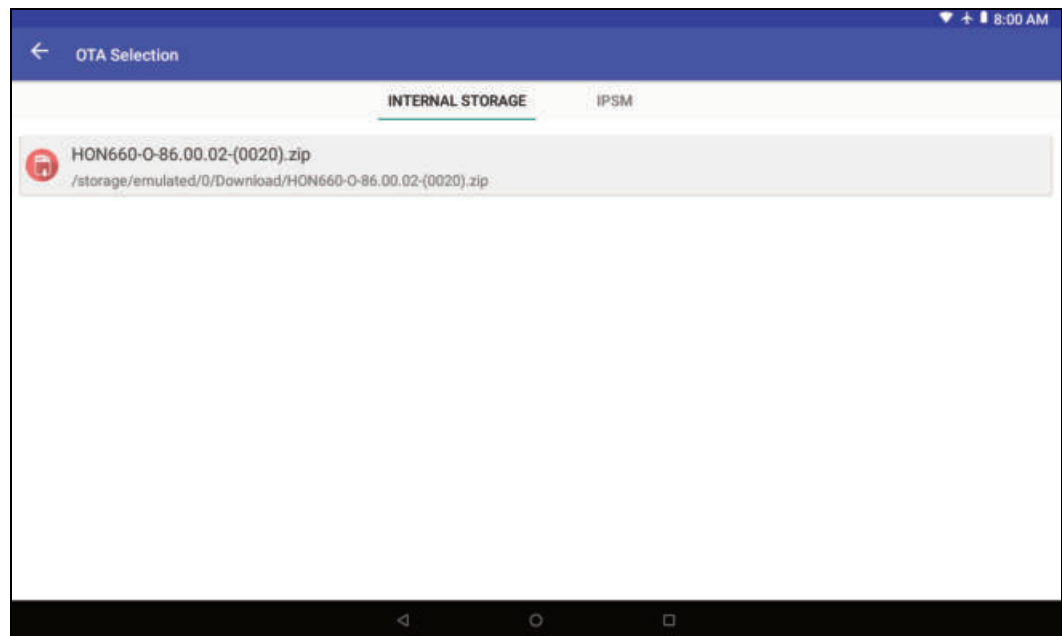 8:00 AM
OTA Selection
INTERNAL STORAGE IPSM
HON660-O-86.00.02-(0020).zip
/storage/emulated/0/Download/HON660-O-86.00.02-(0020).zip